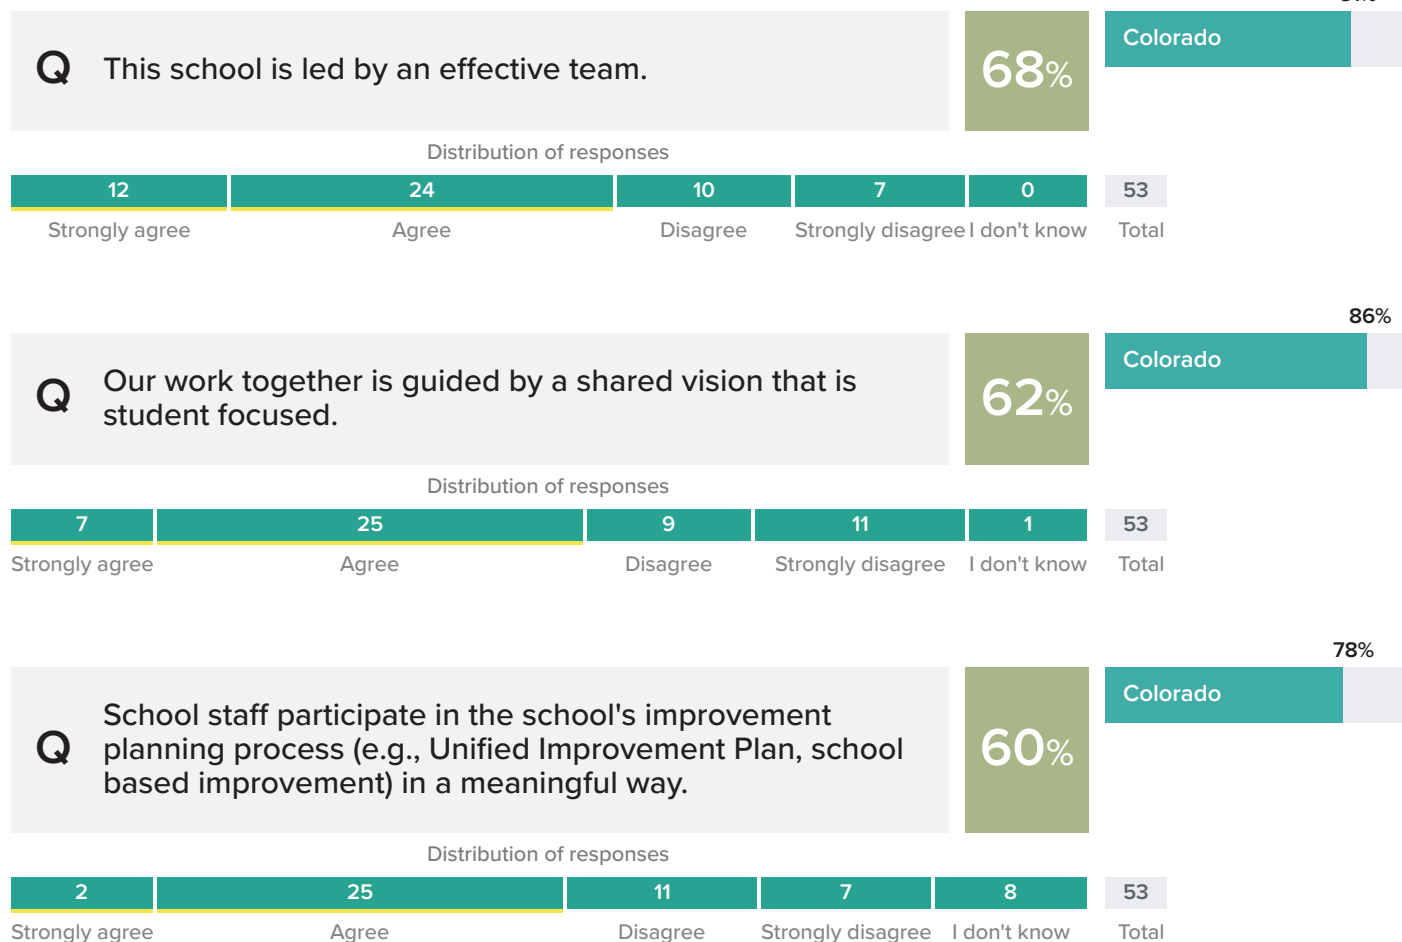 Q This school is led by an effective team.
68%
Colorado
Distribution of responses
12 24 10 7 0 53
Strongly agree Agree Disagree Strongly disagree I don't know Total
86%
Q Our work together is guided by a shared vision that is
student focused.
62%
Colorado
Distribution of responses
7 25 9 11 1 53
Strongly agree Agree Disagree Strongly disagree I don't know Total
78%
School staff participate in the school's improvement
Q planning process (e.g., Unified Improvement Plan, school
based improvement) in a meaningful way.
60%
Colorado
Distribution of responses
2 25 11 7 8 53
Strongly agree Agree Disagree Strongly disagree I don't know Total